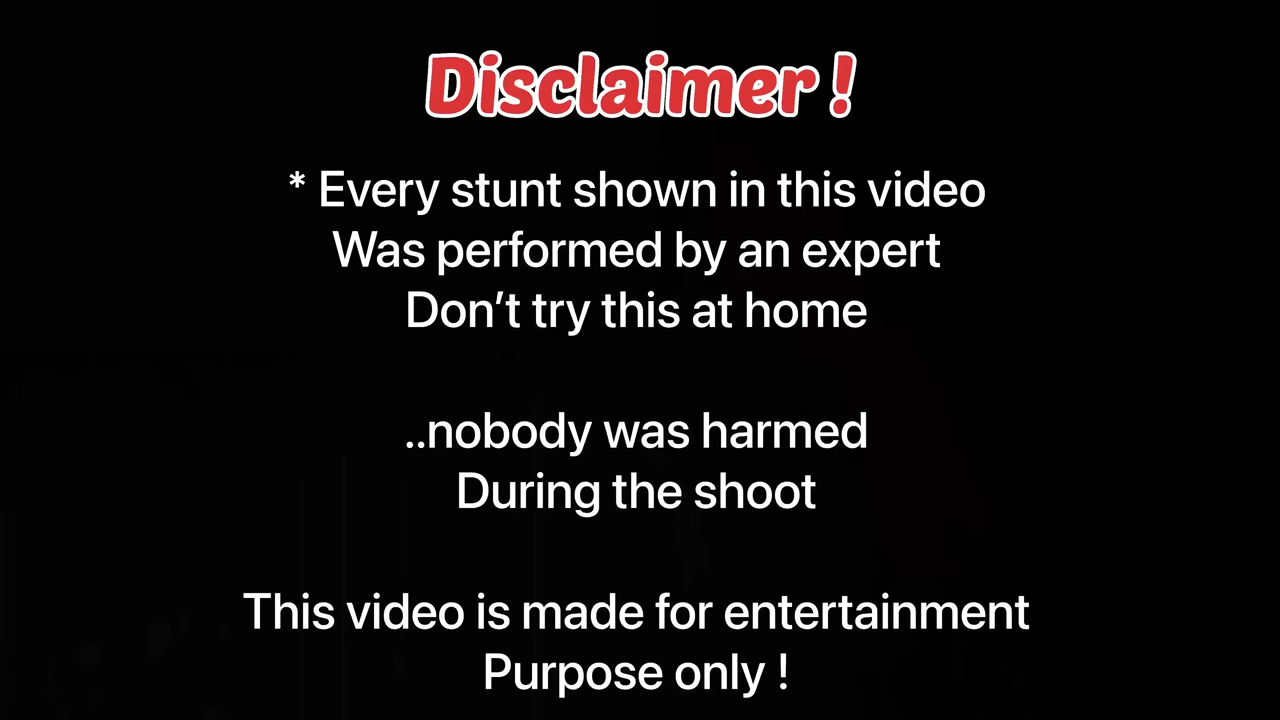 Disclaimer !
* Every stunt shown in this video
Was performed by an expert
Don’t try this at home
..nobody was harmed
During the shoot
This video is made for entertainment
Purpose only !